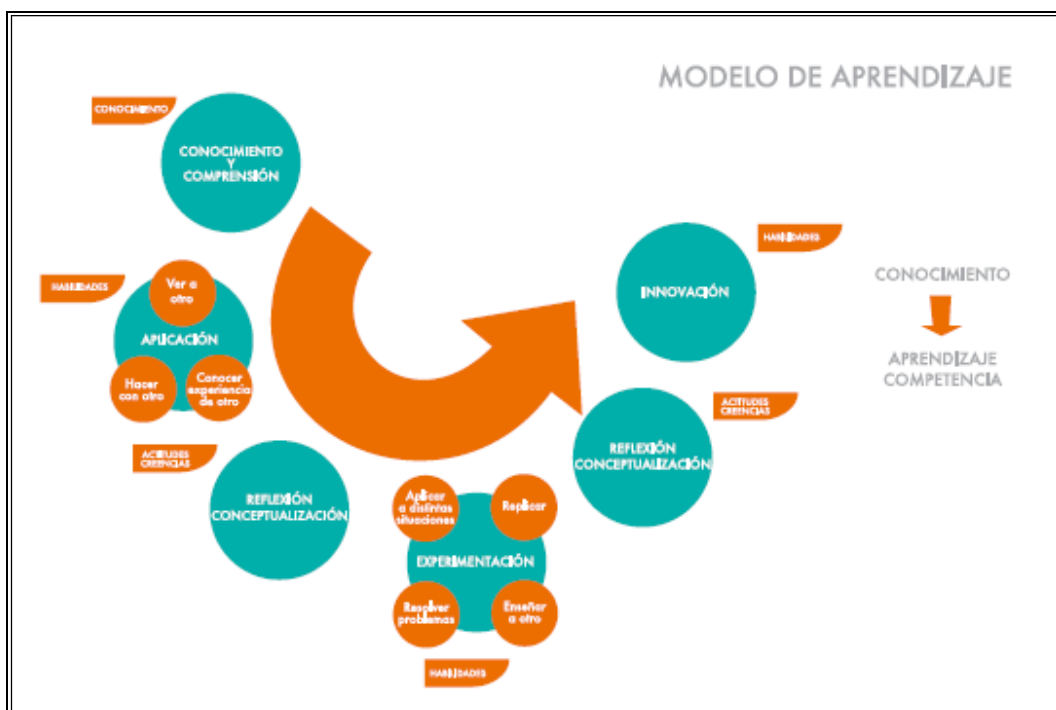 MODELO DE APRENDIZAJE
CONOCIMIENTO
CONOCIMIENTO
Y
COMPRENSIÓN
HABILIDADES
Ver a
otro
APLICACIÓN
Hacer
con otro
Conocer
experiencia
de otro
ACTITUDES
CREENCIAS
REFLEXIÓN
CONCEPTUALIZACIÓN
Aplicar
a distintas
situaciones
Replicar
EXPERIMENTACIÓN
Resolver
problemas
Enseñar
a otro
HABILIDADES
REFLEXIÓN
CONCEPTUALIZACIÓN
ACTITUDES
CREENCIAS
INNOVACIÓN
HABILIDADES
CONOCIMIENTO
APRENDIZAJE
COMPETENCIA